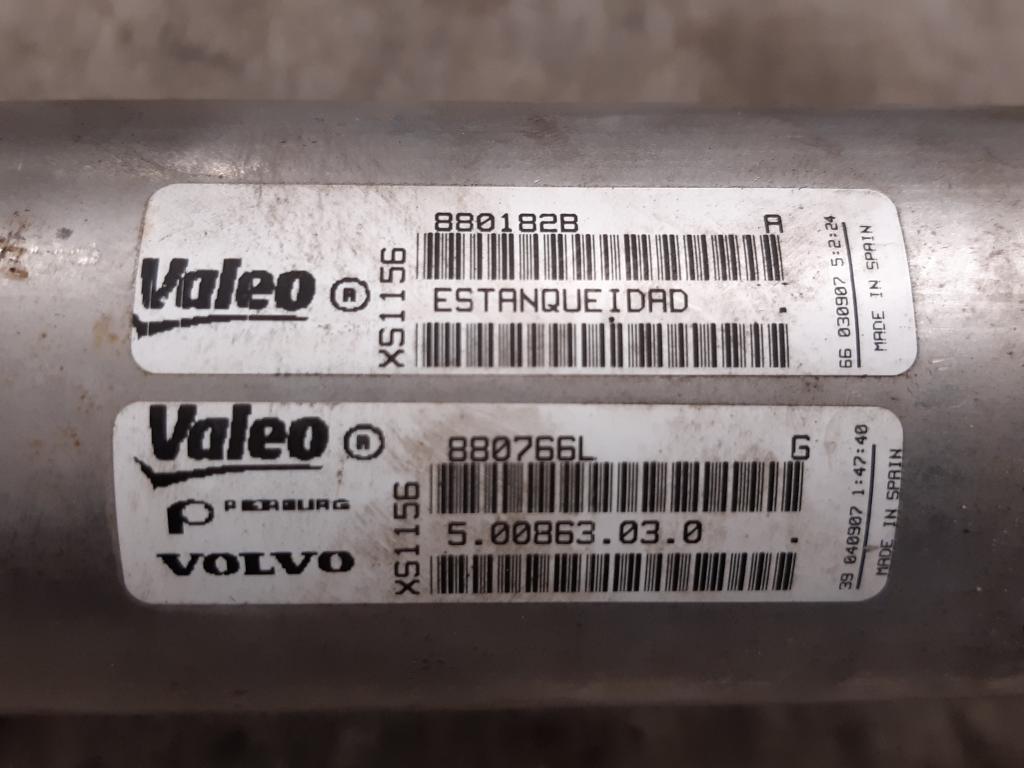 Valeo ®
XS1156
880182B A
ESTANQUEIDAD .
66 030907 5:2:24
MADE IN SPAIN
Valeo ®
PIERBURG
VOLVO
XS1156
880766L G
5.00863.03.0 .
39 040907 1:47:40
MADE IN SPAIN